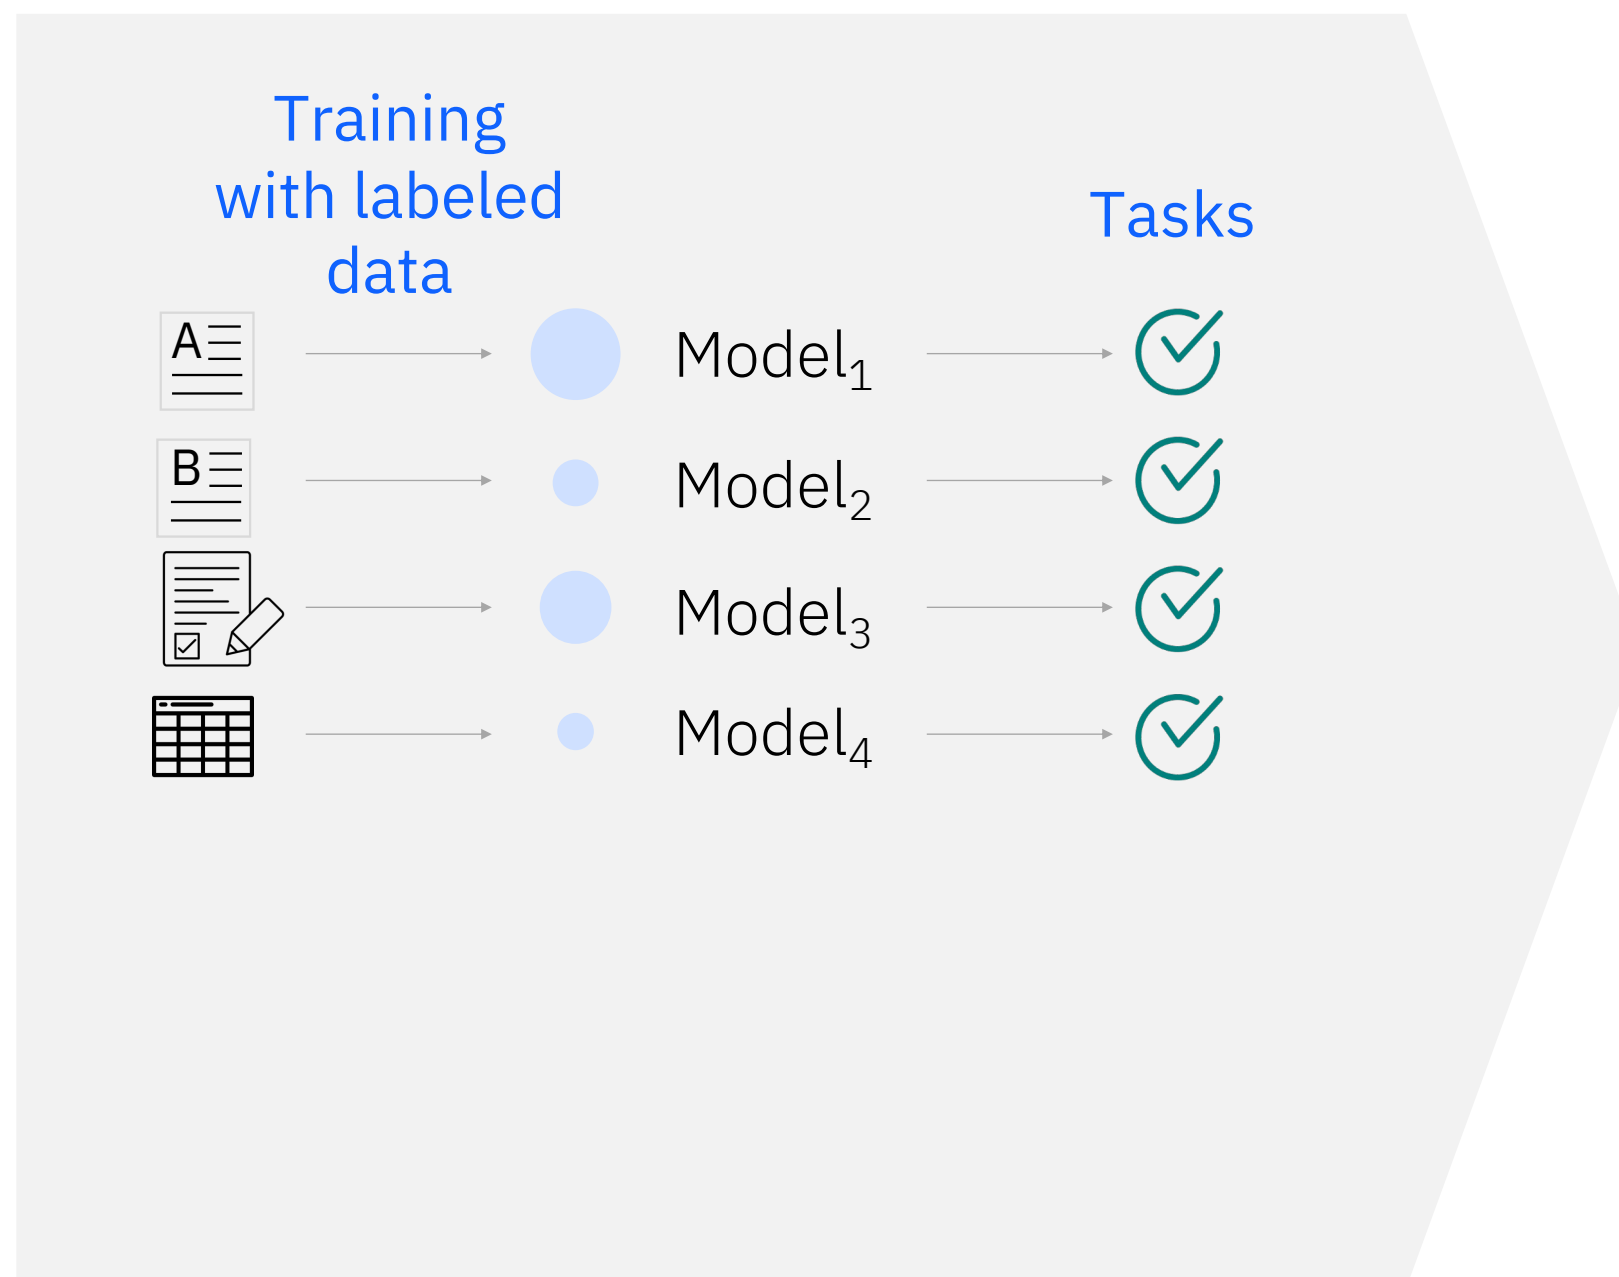 Training
with labeled
data
Tasks
A
Model₁
B
Model₂
Model₃
Model₄